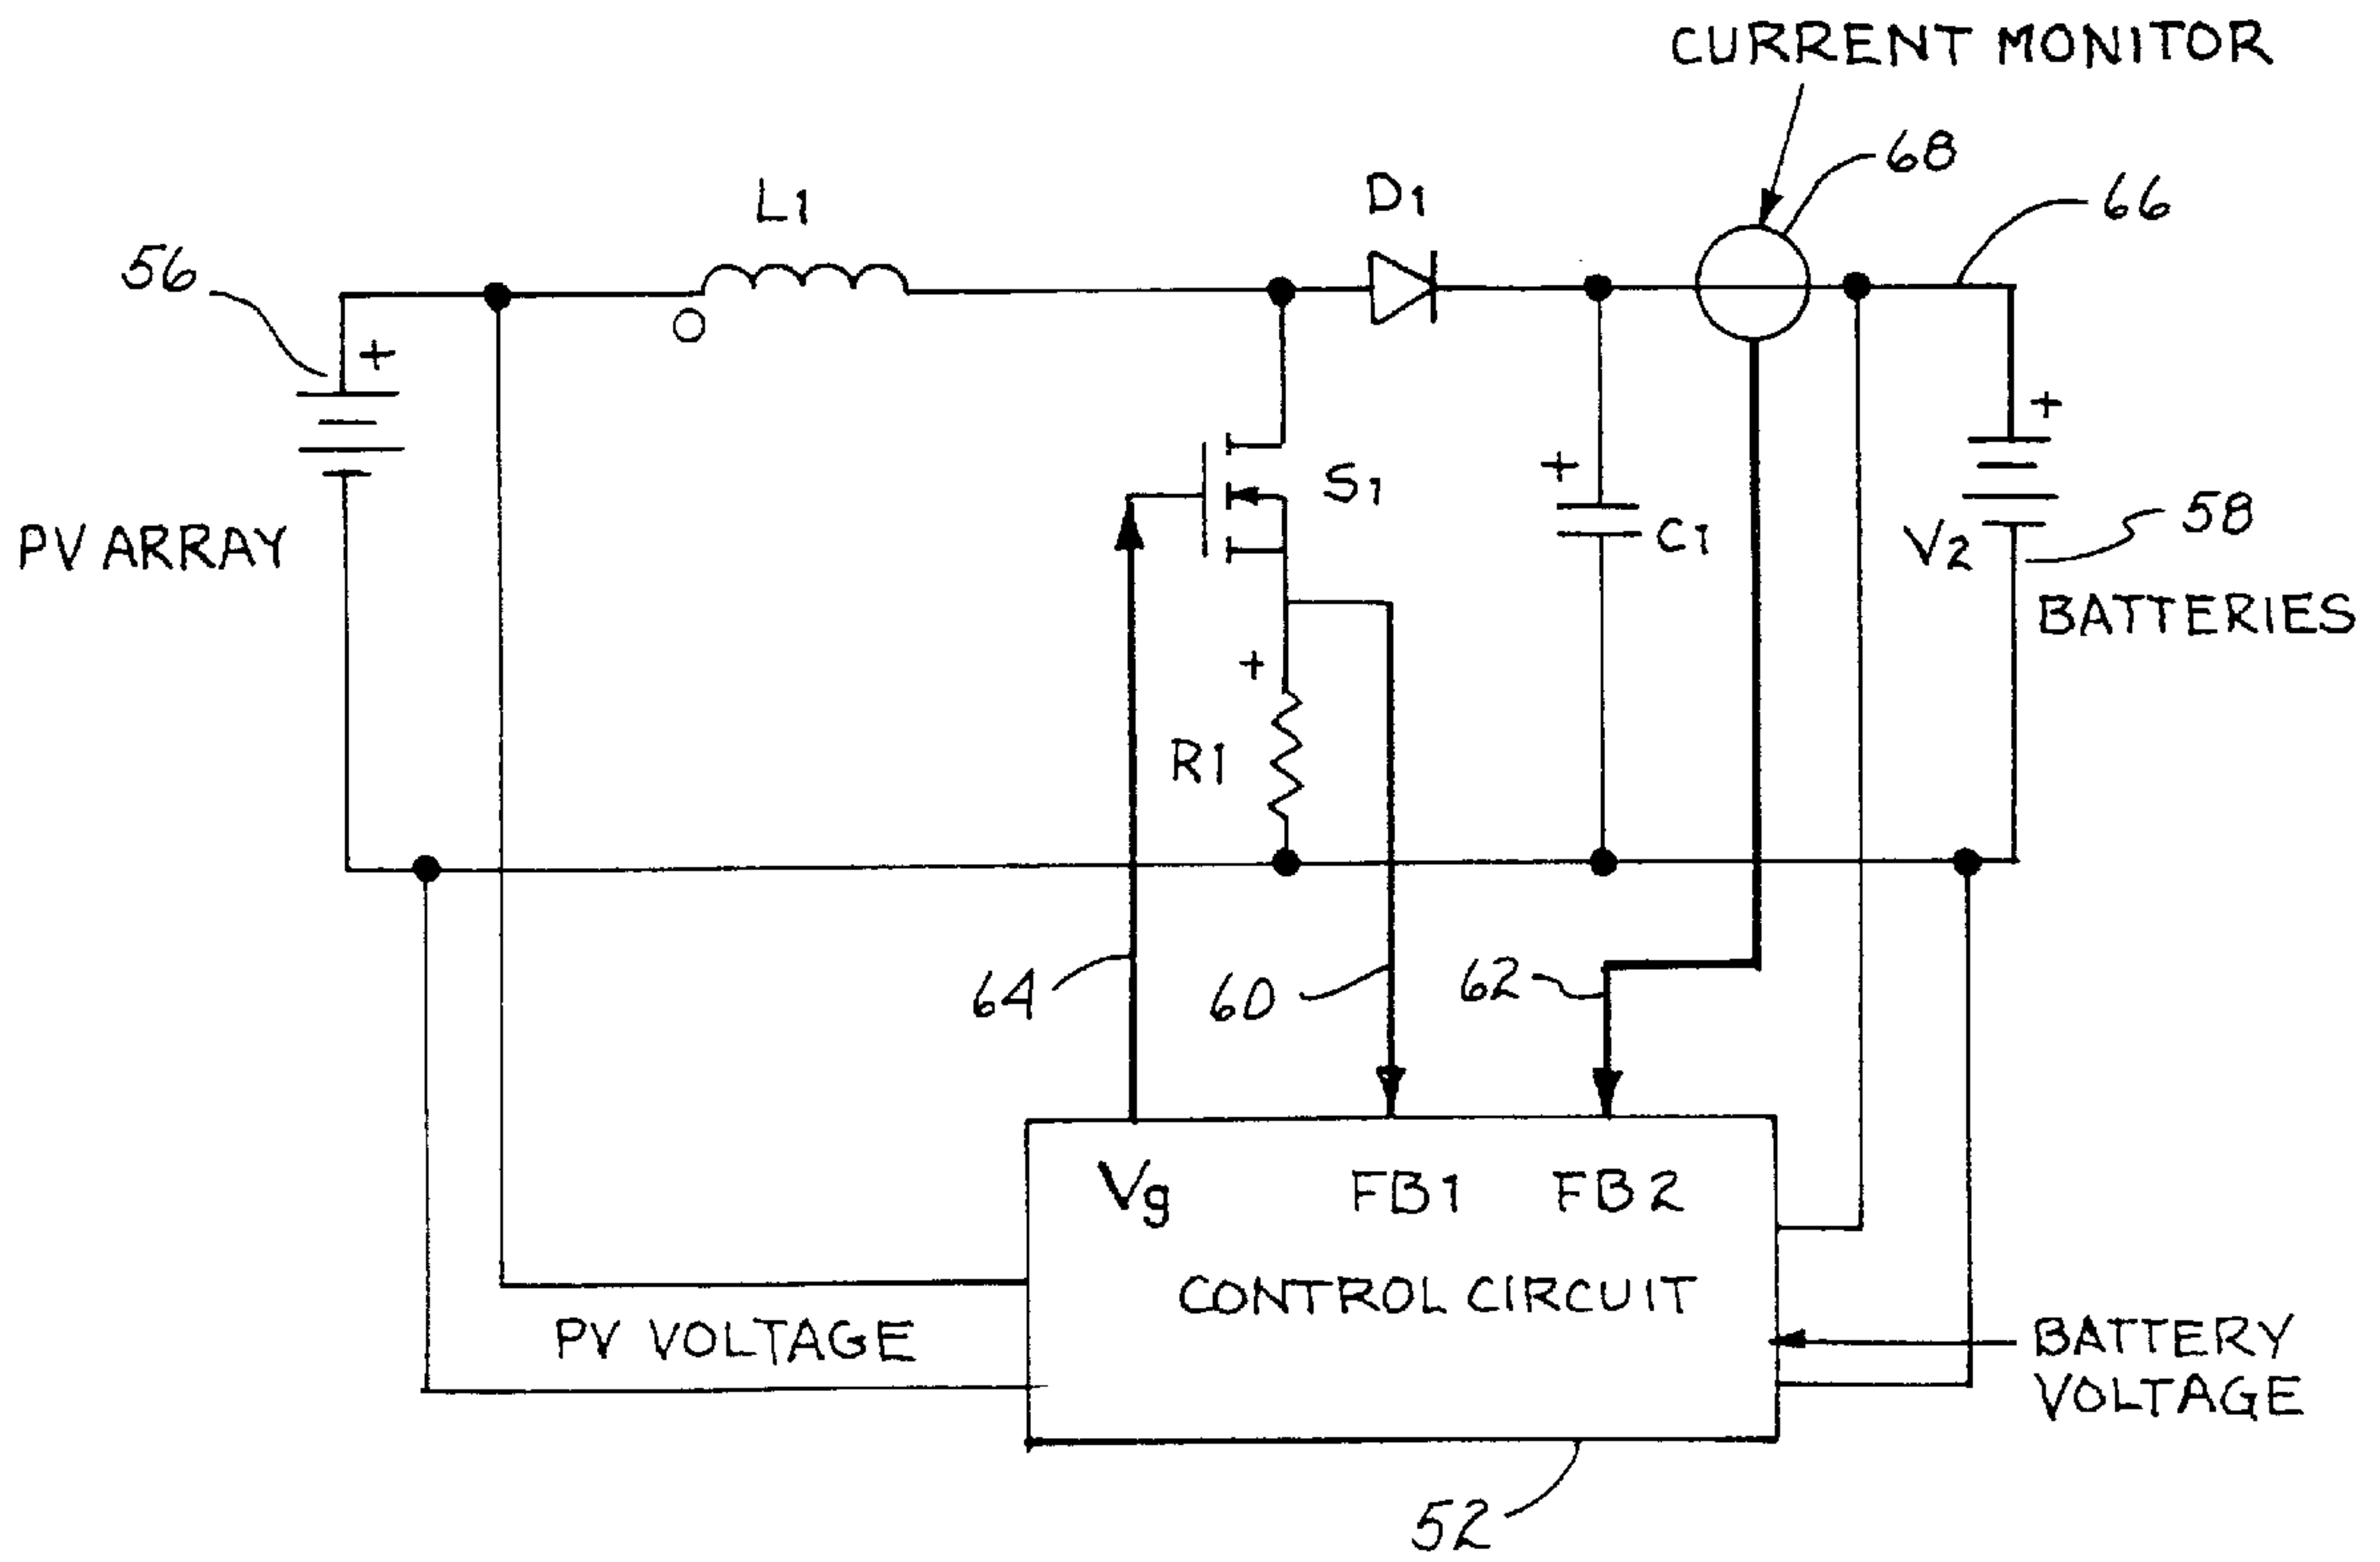 CURRENT MONITOR
68
66
L1
D1
56
+
+
PV ARRAY
S1
+
C1
V2
58
BATTERIES
+
R1
64
60
62
Vg
FB1
FB2
CONTROL CIRCUIT
PV VOLTAGE
BATTERY
VOLTAGE
52